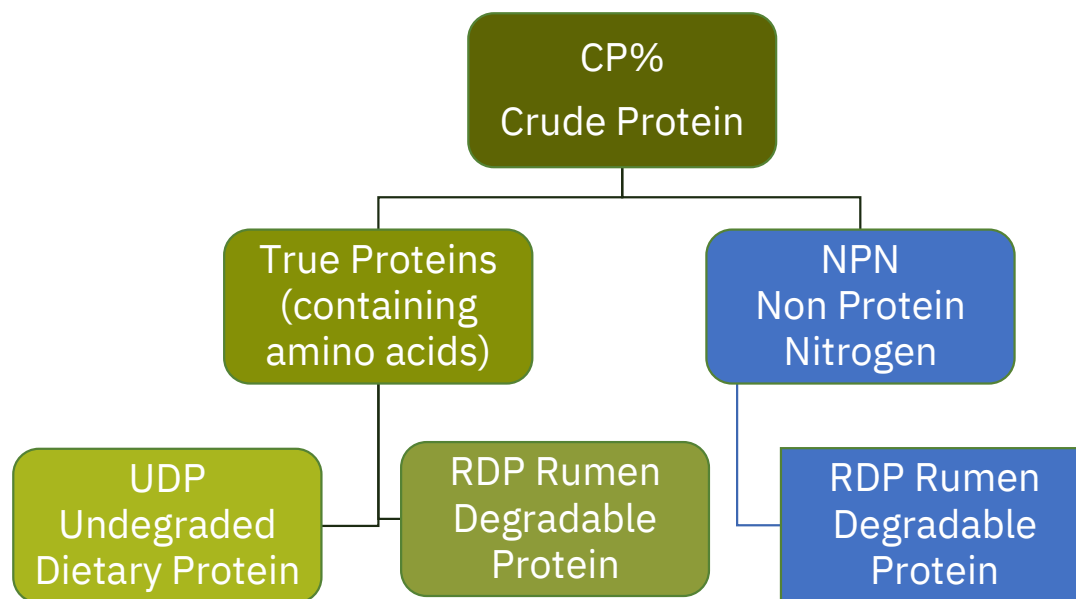 CP%
Crude Protein
True Proteins
(containing
amino acids)
NPN
Non Protein
Nitrogen
UDP
Undegraded
Dietary Protein
RDP Rumen
Degradable
Protein
RDP Rumen
Degradable
Protein